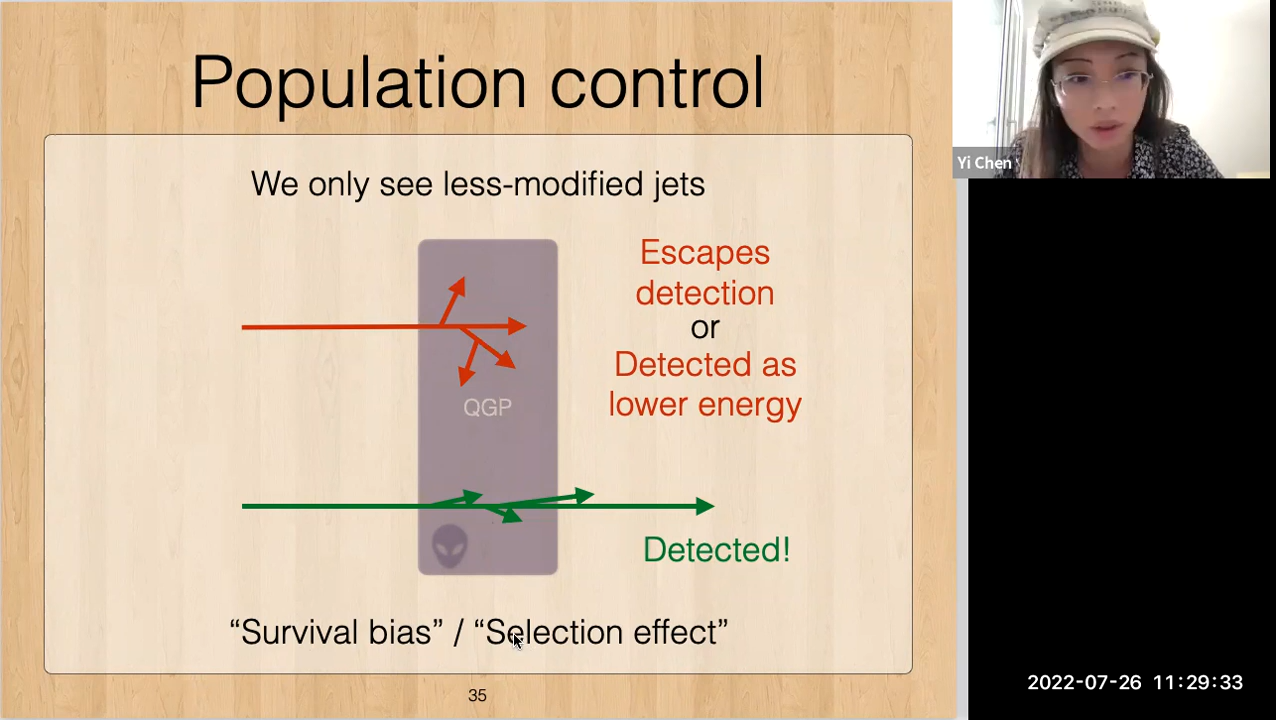 Population control
We only see less-modified jets
Escapes
detection
or
Detected as
lower energy
QGP
Detected!
“Survival bias” / “Selection effect”
35
Yi Chen
2022-07-26 11:29:33